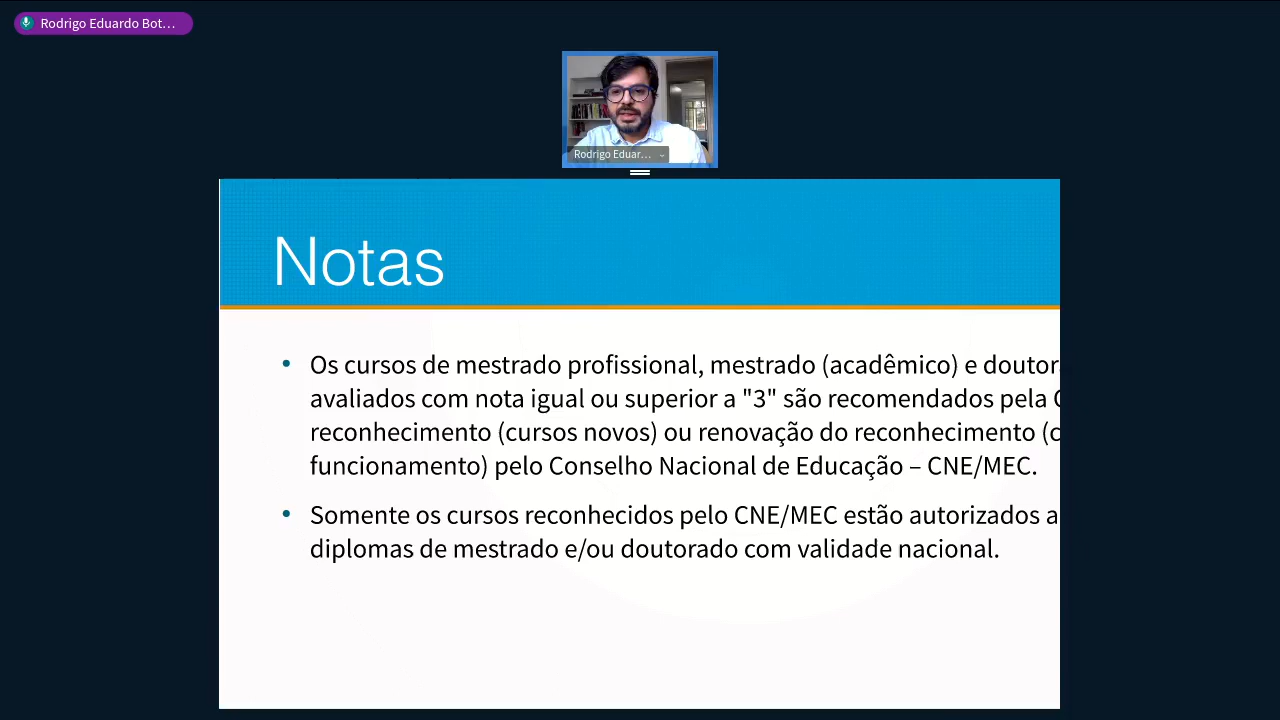 Rodrigo Eduardo Bot...
Rodrigo Eduar...
Notas
• Os cursos de mestrado profissional, mestrado (acadêmico) e doutor
avaliados com nota igual ou superior a "3" são recomendados pela
reconhecimento (cursos novos) ou renovação do reconhecimento (c
funcionamento) pelo Conselho Nacional de Educação – CNE/MEC.
• Somente os cursos reconhecidos pelo CNE/MEC estão autorizados a
diplomas de mestrado e/ou doutorado com validade nacional.